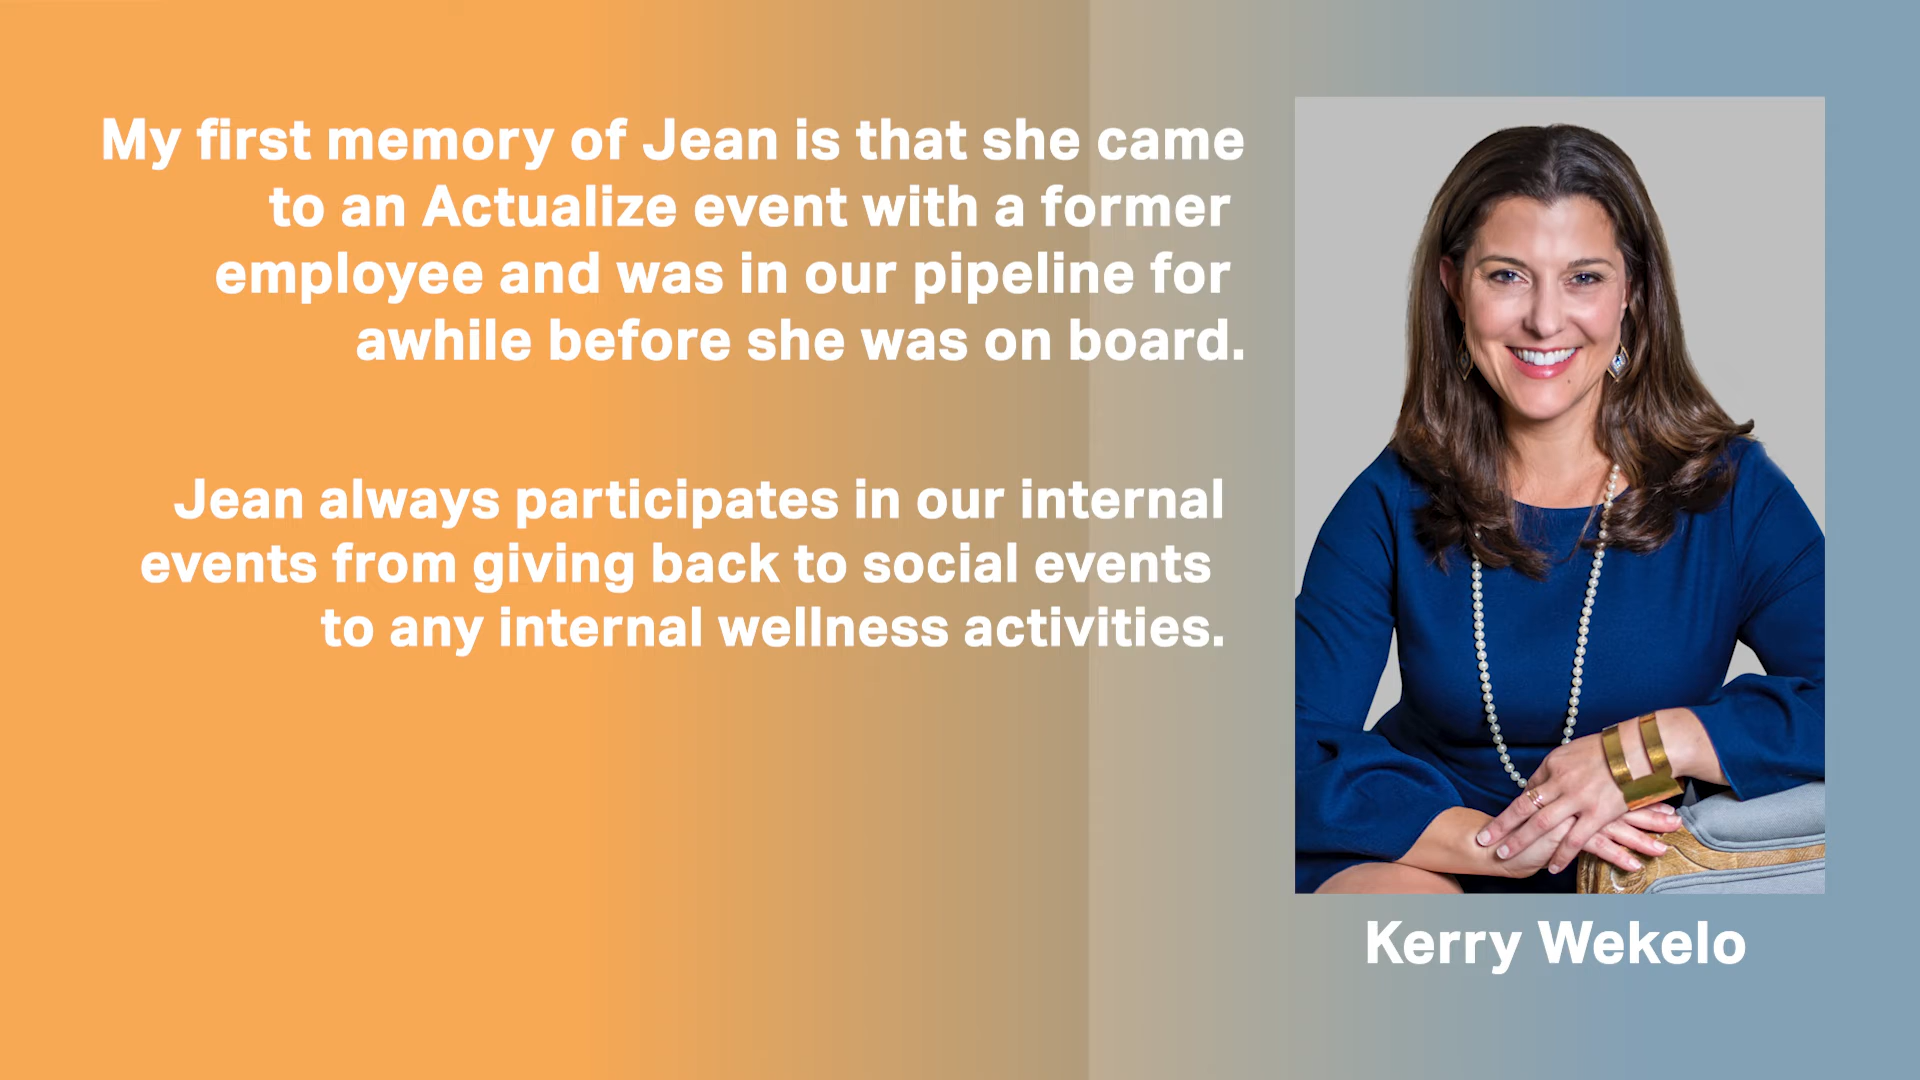 My first memory of Jean is that she came
to an Actualize event with a former
employee and was in our pipeline for
awhile before she was on board.
Jean always participates in our internal
events from giving back to social events
to any internal wellness activities.
Kerry Wekelo